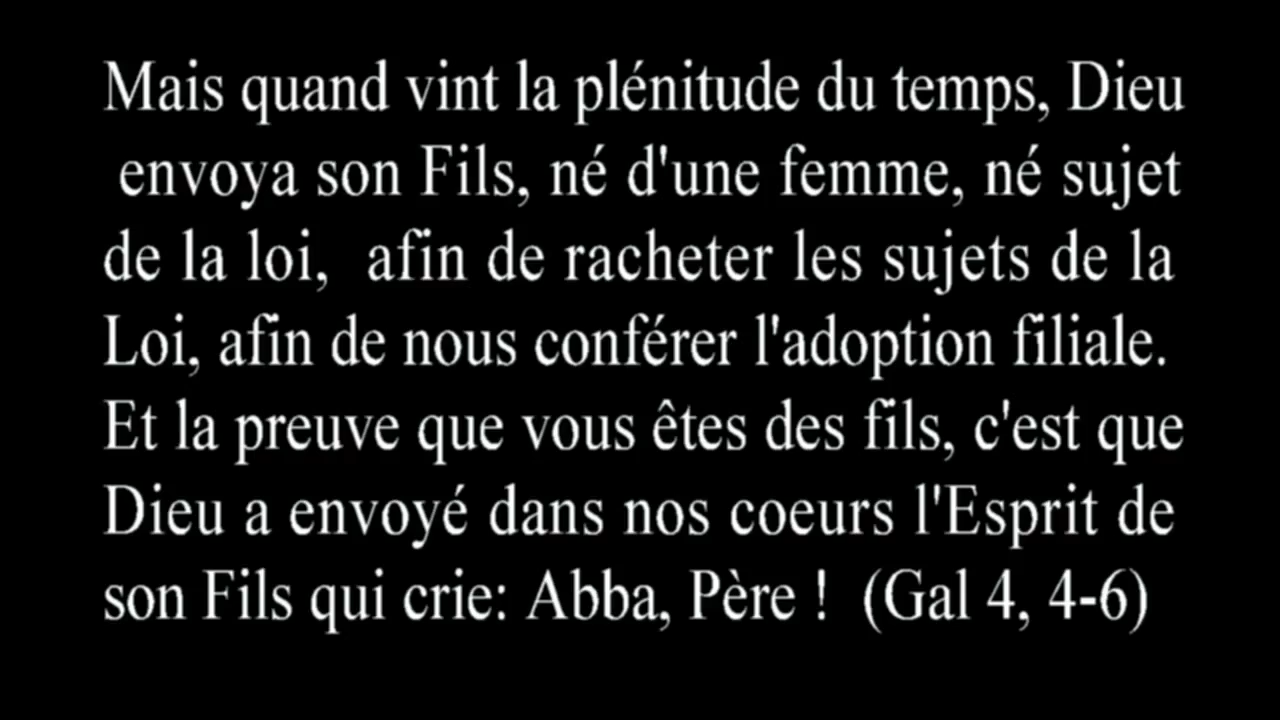 Mais quand vint la plénitude du temps, Dieu
envoya son Fils, né d'une femme, né sujet
de la loi, afin de racheter les sujets de la
Loi, afin de nous conférer l'adoption filiale.
Et la preuve que vous êtes des fils, c'est que
Dieu a envoyé dans nos coeurs l'Esprit de
son Fils qui crie: Abba, Père ! (Gal 4, 4-6)